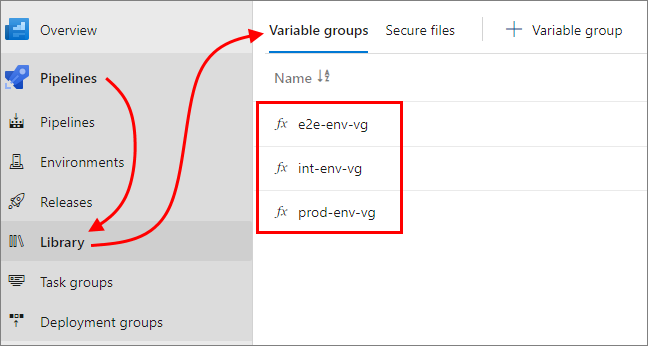 Overview
Pipelines
Pipelines
Environments
Releases
Library
Task groups
Deployment groups
Variable groups Secure files + Variable group
Name
fx e2e-env-vg
fx int-env-vg
fx prod-env-vg